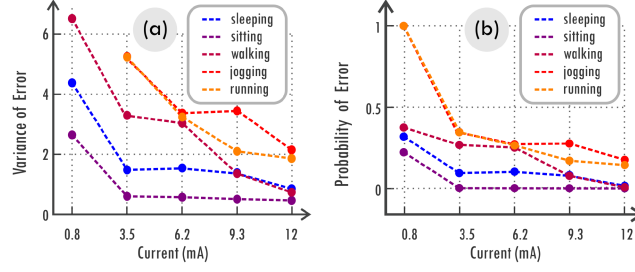 (a)
sleeping
sitting
walking
jogging
running
Variance of Error
6
4
2
0
0.8 3.5 6.2 9.3 12
Current (mA)
(b)
sleeping
sitting
walking
jogging
running
Probability of Error
1
0.5
0
0.8 3.5 6.2 9.3 12
Current (mA)